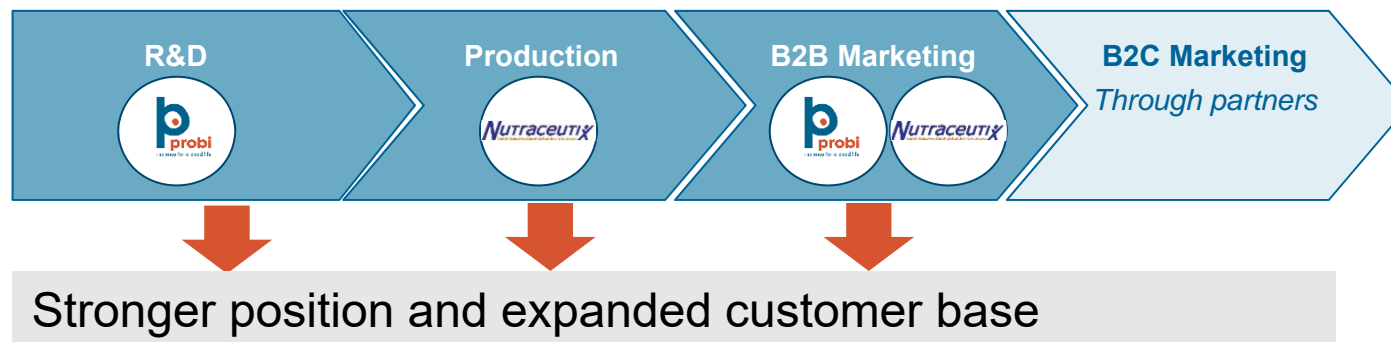 R&D
Production
B2B Marketing
B2C Marketing
Through partners
probi
NUTRACEUTIX
probi
NUTRACEUTIX
Stronger position and expanded customer base